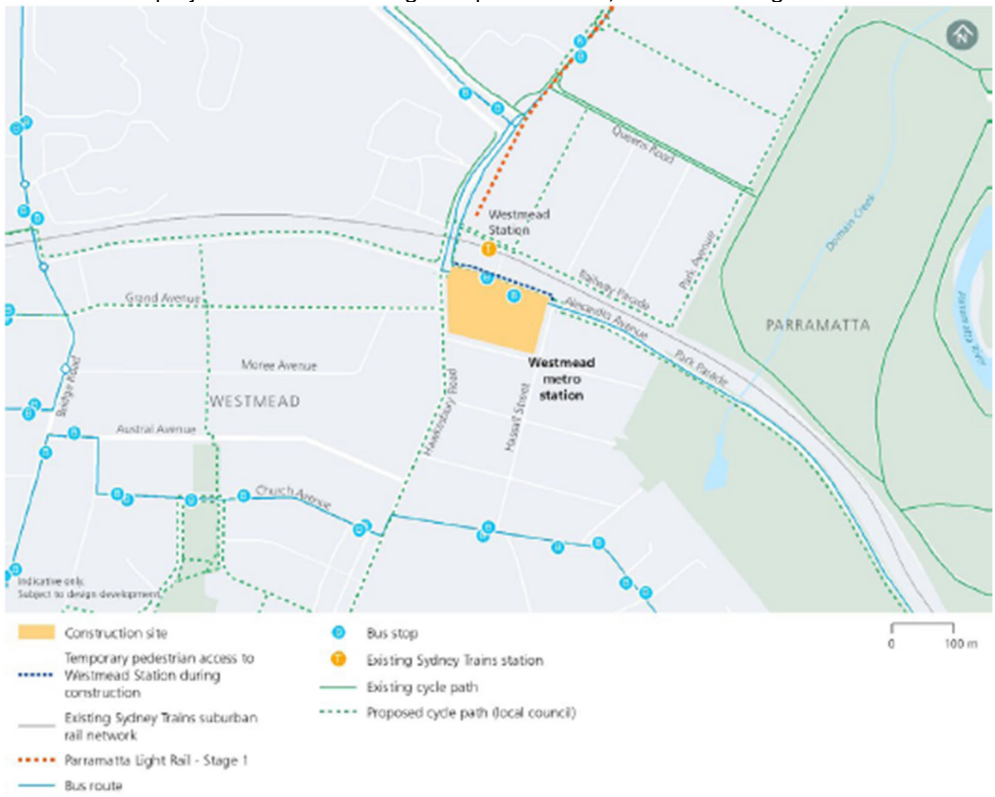 N
Queens Road
Westmead
Station
T
Domain Creek
Park Avenue
Railway Parade
Grand Avenue
Alexandra Avenue
PARRAMATTA
Parramatta River
Park Parade
Westmead
metro
station
Moree Avenue
Bridge Road
WESTMEAD
Hawkesbury Road
Hassall Street
Austral Avenue
Church Avenue
Indicative only.
Subject to design development.
Construction site
Temporary pedestrian access to
Westmead Station during
construction
Existing Sydney Trains suburban
rail network
Parramatta Light Rail - Stage 1
Bus route
B Bus stop
T Existing Sydney Trains station
Existing cycle path
Proposed cycle path (local council)
0 100 m